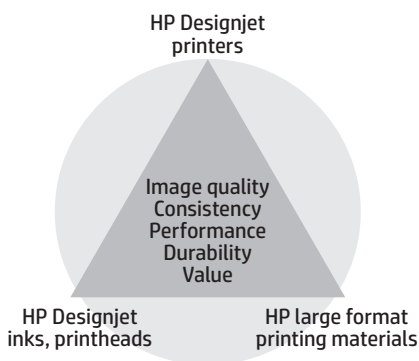 HP Designjet
printers
Image quality
Consistency
Performance
Durability
Value
HP Designjet
inks, printheads
HP large format
printing materials